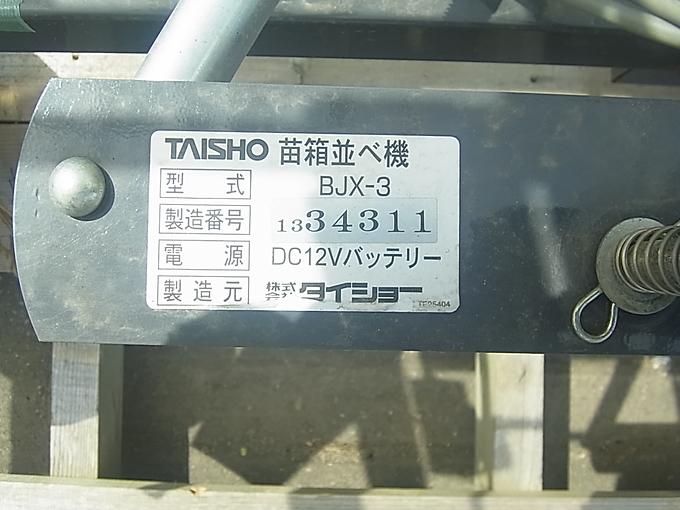 TAISHO 苗箱並べ機
型 式 BJX-3
製造番号 1334311
電 源 DC12Vバッテリー
製造元 株式会社 タイショー
TE25404